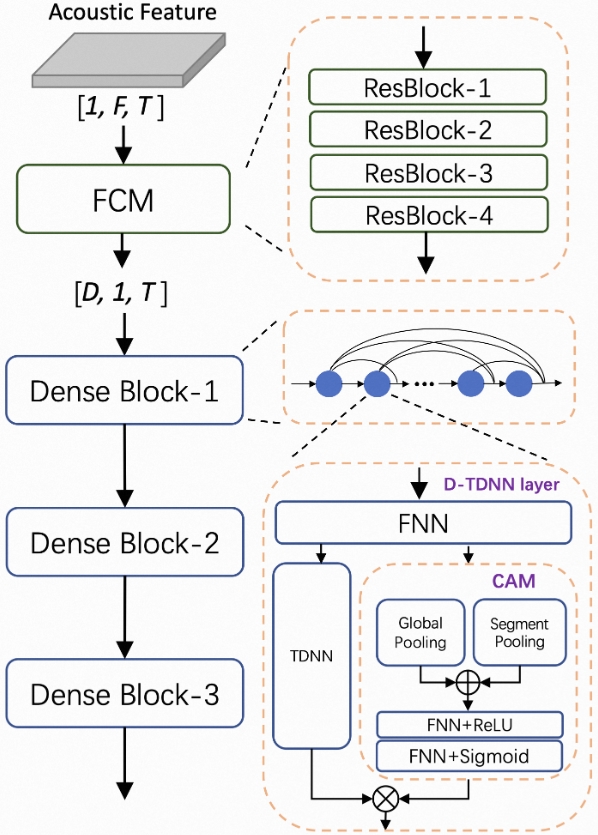 Acoustic Feature
[1, F, T]
FCM
[D, 1, T]
Dense Block-1
Dense Block-2
Dense Block-3
ResBlock-1
ResBlock-2
ResBlock-3
ResBlock-4
D-TDNN layer
FNN
TDNN
CAM
Global
Pooling
Segment
Pooling
FNN+ReLU
FNN+Sigmoid